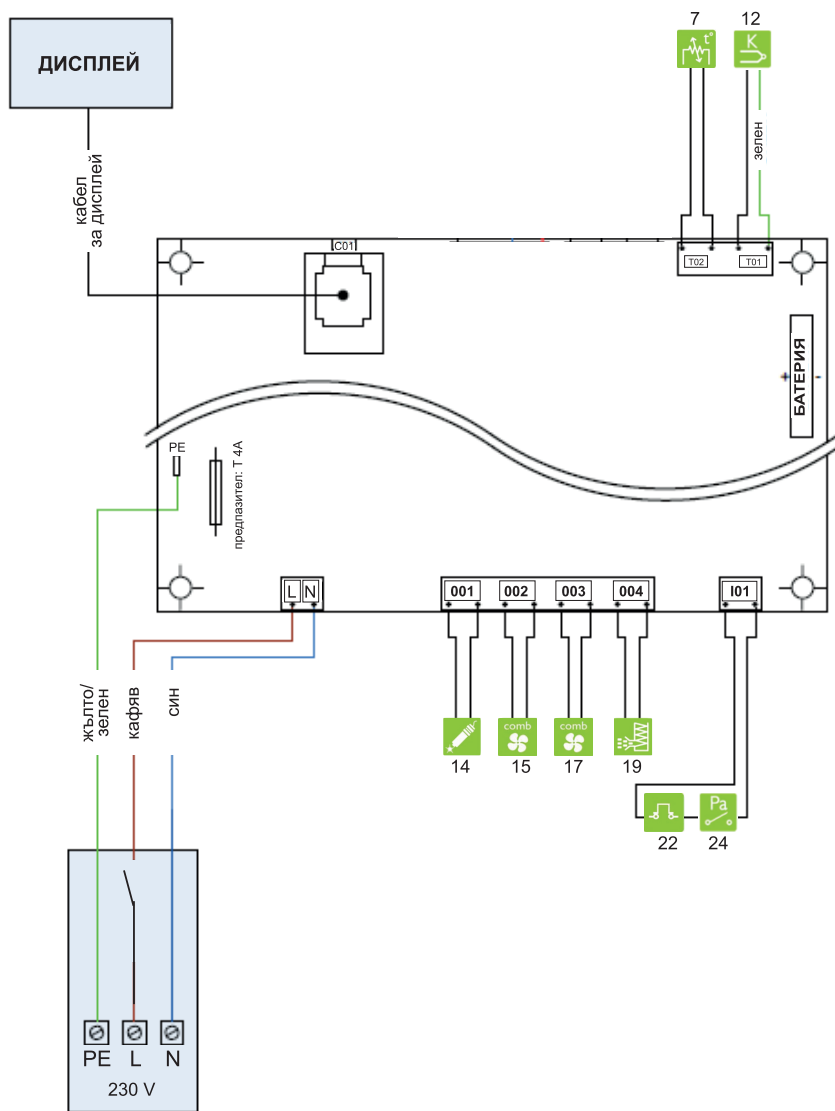 ДИСПЛЕЙ
7
12
t°
K
зелен
кабел
за дисплей
C01
T02
T01
БАТЕРИЯ
+
-
PE
предпазител: T 4A
L
N
001
002
003
004
I01
жълто/
зелен
кафяв
син
comb
comb
14
15
17
19
Pa
22
24
PE
L
N
230 V